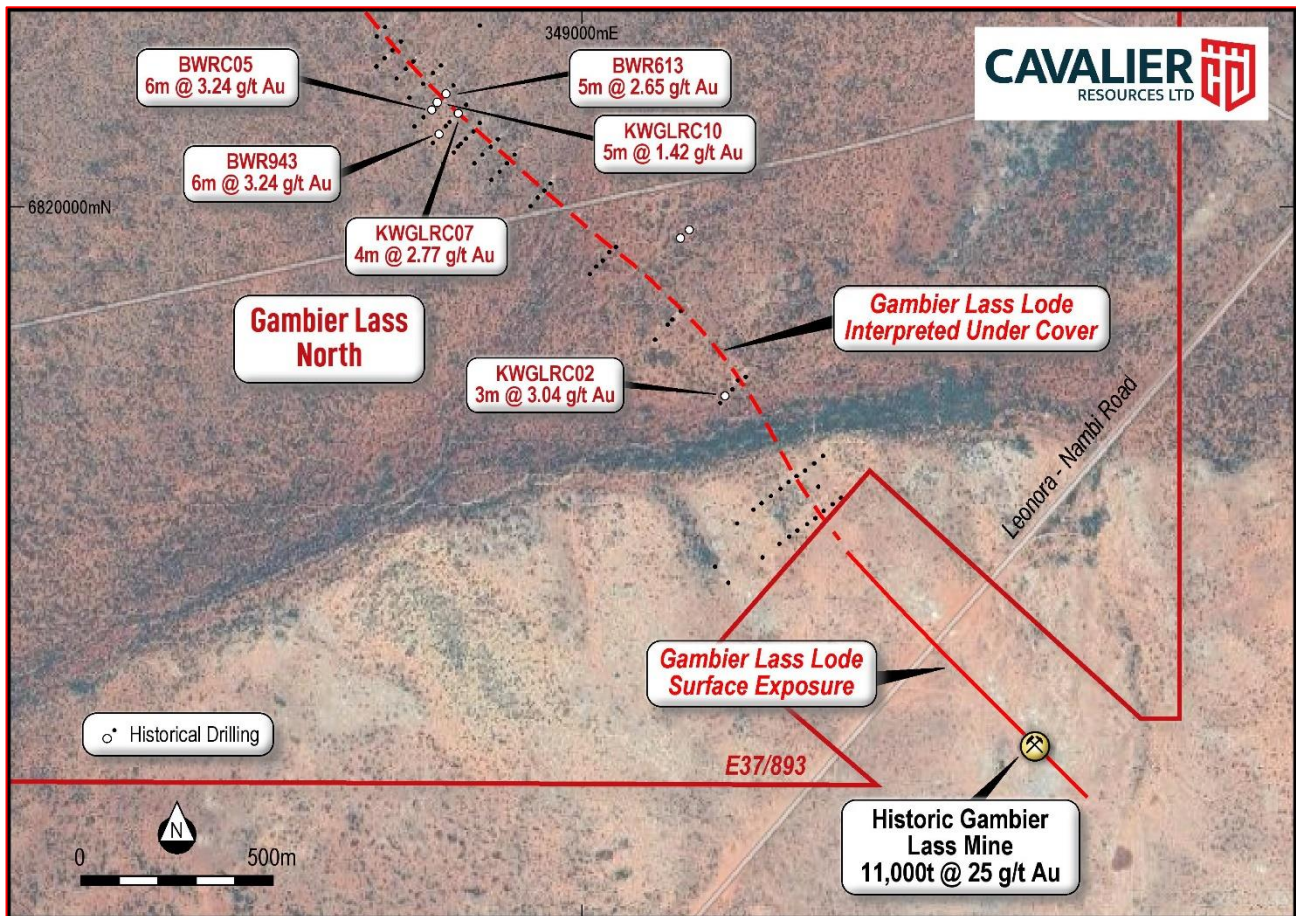 349000mE
CAVALIER
RESOURCES LTD
BWRC05
6m @ 3.24 g/t Au
BWR613
5m @ 2.65 g/t Au
KWGLRC10
5m @ 1.42 g/t Au
BWR943
6m @ 3.24 g/t Au
6820000mN
KWGLRC07
4m @ 2.77 g/t Au
Gambier Lass
North
Gambier Lass Lode
Interpreted Under Cover
KWGLRC02
3m @ 3.04 g/t Au
Leonora - Nambi Road
Gambier Lass Lode
Surface Exposure
Historical Drilling
E37/893
Historic Gambier
Lass Mine
11,000t @ 25 g/t Au
N
0 500m